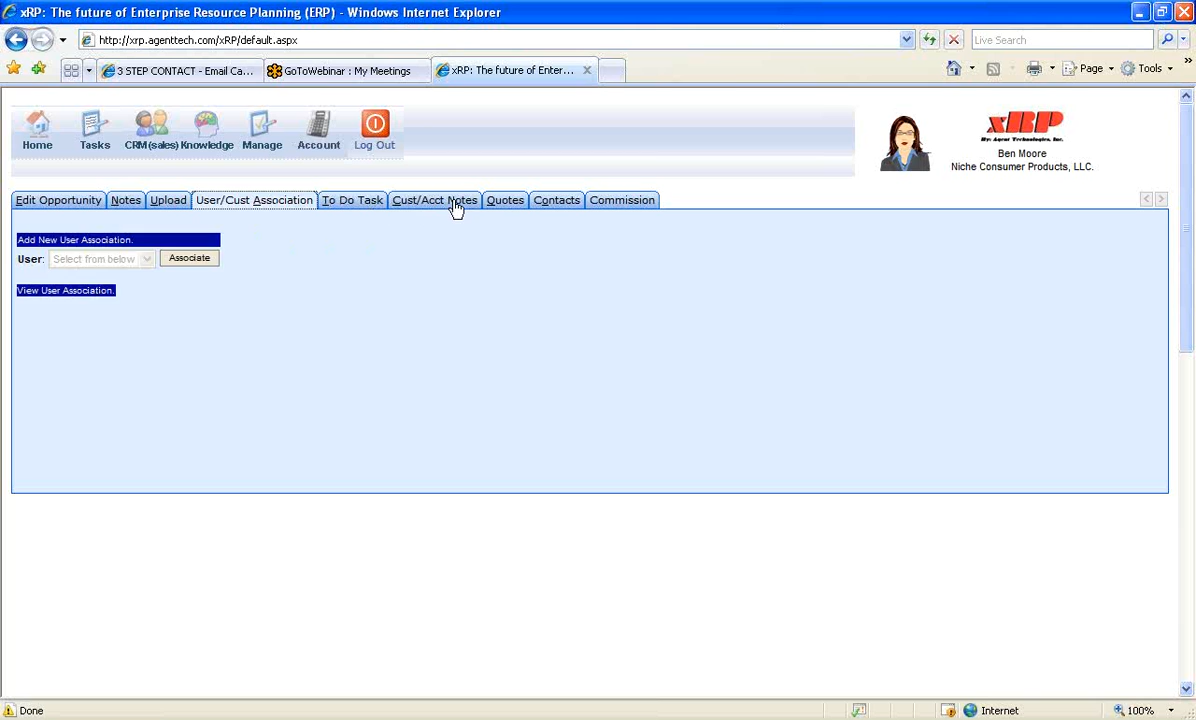 xRP: The future of Enterprise Resource Planning (ERP) - Windows Internet Explorer
http://xrp.agenttech.com/xRP/default.aspx
Live Search
3 STEP CONTACT - Email Ca...
GoToWebinar : My Meetings
xRP: The future of Enter...
Page
Tools
Home
Tasks
CRM(sales)
Knowledge
Manage
Account
Log Out
xRP
By: Agent Technologies, Inc.
Ben Moore
Niche Consumer Products, LLC.
Edit Opportunity
Notes
Upload
User/Cust Association
To Do Task
Cust/Acct Notes
Quotes
Contacts
Commission
Add New User Association.
User: Select from below
Associate
View User Association.
Done
Internet
100%